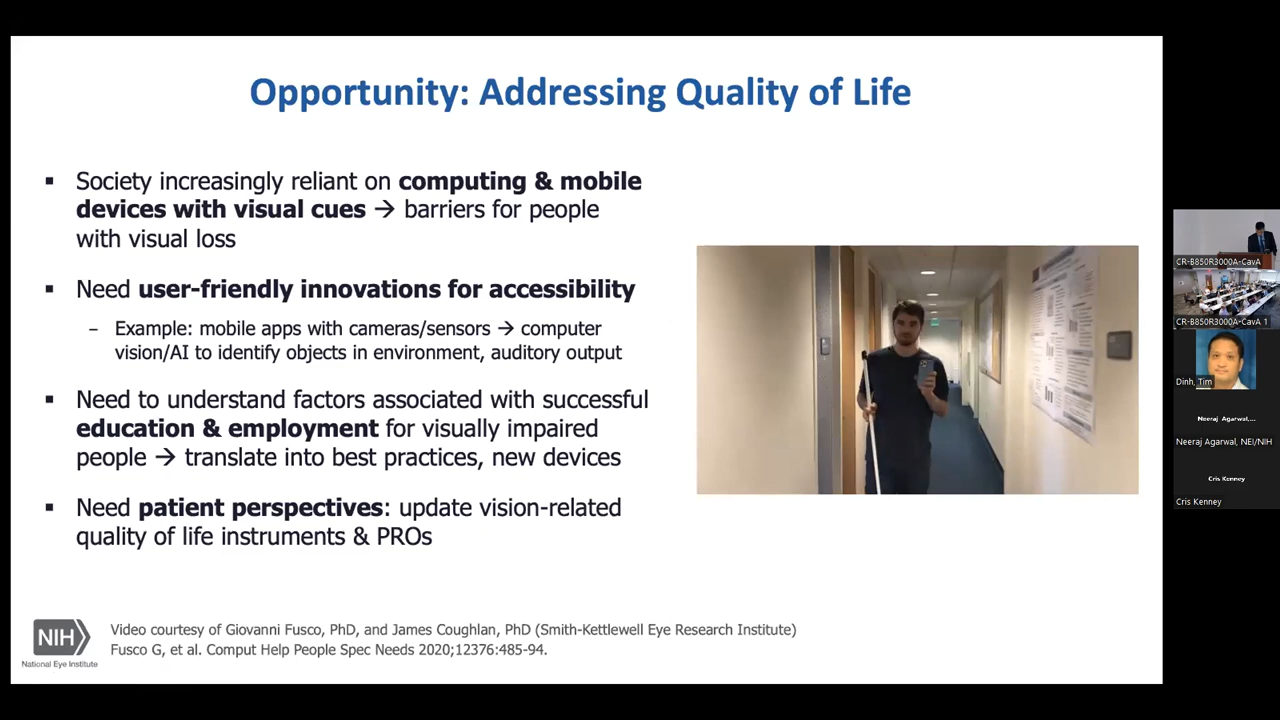 Opportunity: Addressing Quality of Life
▪ Society increasingly reliant on computing & mobile
devices with visual cues → barriers for people
with visual loss
▪ Need user-friendly innovations for accessibility
– Example: mobile apps with cameras/sensors → computer
vision/AI to identify objects in environment, auditory output
▪ Need to understand factors associated with successful
education & employment for visually impaired
people → translate into best practices, new devices
▪ Need patient perspectives: update vision-related
quality of life instruments & PROs
NIH
National Eye Institute
Video courtesy of Giovanni Fusco, PhD, and James Coughlan, PhD (Smith-Kettlewell Eye Research Institute)
Fusco G, et al. Comput Help People Spec Needs 2020;12376:485-94.
CR-B850R3000A-CavA
CR-B850R3000A-CavA 1
Dinh, Tim
Neeraj Agarwal,...
Neeraj Agarwal, NEI/NIH
Cris Kenney
Cris Kenney